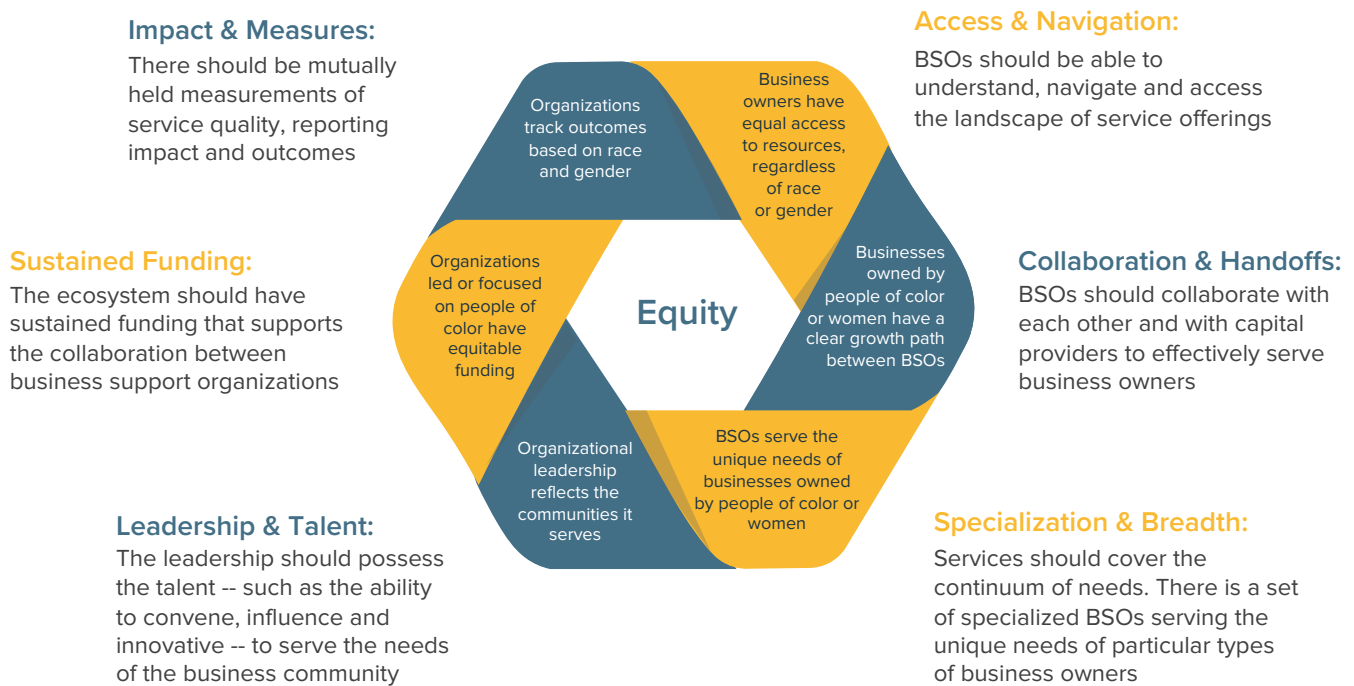 Impact & Measures:
There should be mutually
held measurements of
service quality, reporting
impact and outcomes
Organizations
track outcomes
based on race
and gender
Business
owners have
equal access
to resources,
regardless
of race
or gender
Access & Navigation:
BSOs should be able to
understand, navigate and access
the landscape of service offerings
Sustained Funding:
The ecosystem should have
sustained funding that supports
the collaboration between
business support organizations
Organizations
led or focused
on people of
color have
equitable
funding
Equity
Businesses
owned by
people of color
or women have a
clear growth path
between BSOs
Collaboration & Handoffs:
BSOs should collaborate with
each other and with capital
providers to effectively serve
business owners
Leadership & Talent:
The leadership should possess
the talent -- such as the ability
to convene, influence and
innovative -- to serve the needs
of the business community
Organizational
leadership
reflects the
communities it
serves
BSOs serve the
unique needs of
businesses owned
by people of color or
women
Specialization & Breadth:
Services should cover the
continuum of needs. There is a set
of specialized BSOs serving the
unique needs of particular types
of business owners